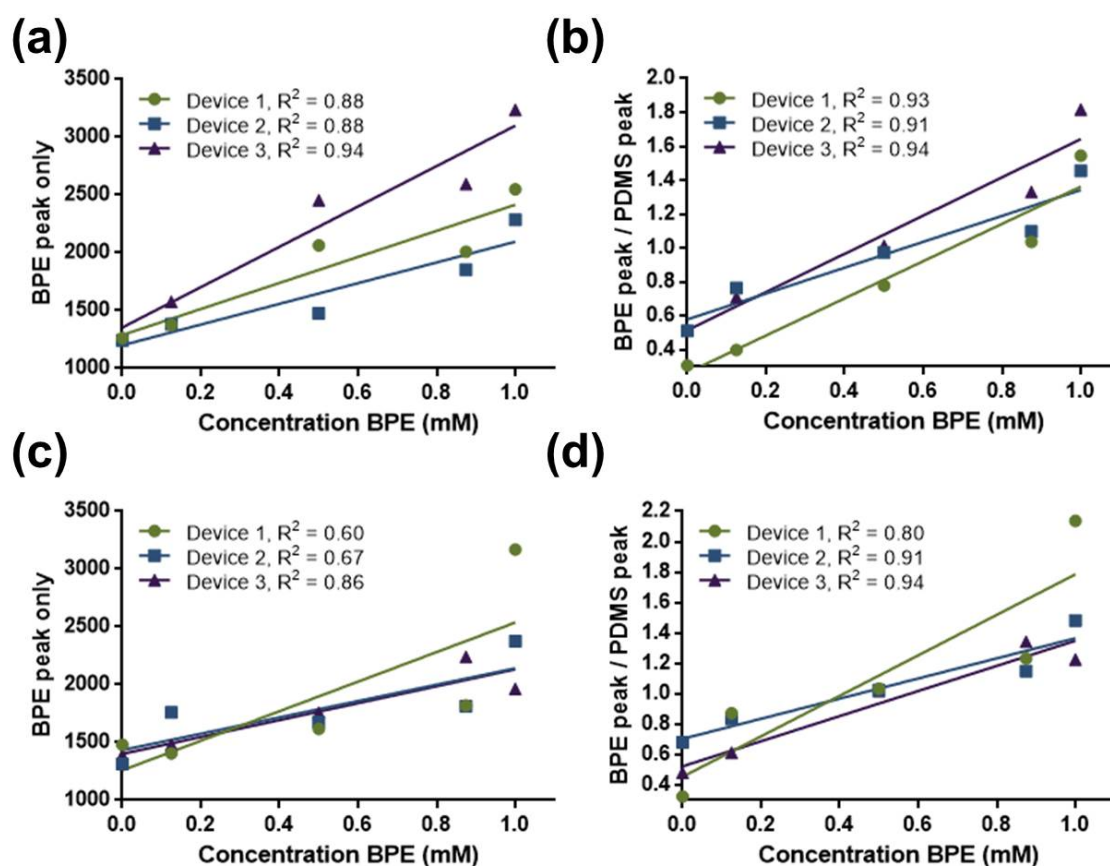 (a)
BPE peak only
3500
3000
2500
2000
1500
1000
Device 1, R² = 0.88
Device 2, R² = 0.88
Device 3, R² = 0.94
0.0 0.2 0.4 0.6 0.8 1.0
Concentration BPE (mM)
(b)
BPE peak / PDMS peak
2.0
1.8
1.6
1.4
1.2
1.0
0.8
0.6
0.4
Device 1, R² = 0.93
Device 2, R² = 0.91
Device 3, R² = 0.94
0.0 0.2 0.4 0.6 0.8 1.0
Concentration BPE (mM)
(c)
BPE peak only
3500
3000
2500
2000
1500
1000
Device 1, R² = 0.60
Device 2, R² = 0.67
Device 3, R² = 0.86
0.0 0.2 0.4 0.6 0.8 1.0
Concentration BPE (mM)
(d)
BPE peak / PDMS peak
2.2
2.0
1.8
1.6
1.4
1.2
1.0
0.8
0.6
0.4
Device 1, R² = 0.80
Device 2, R² = 0.91
Device 3, R² = 0.94
0.0 0.2 0.4 0.6 0.8 1.0
Concentration BPE (mM)